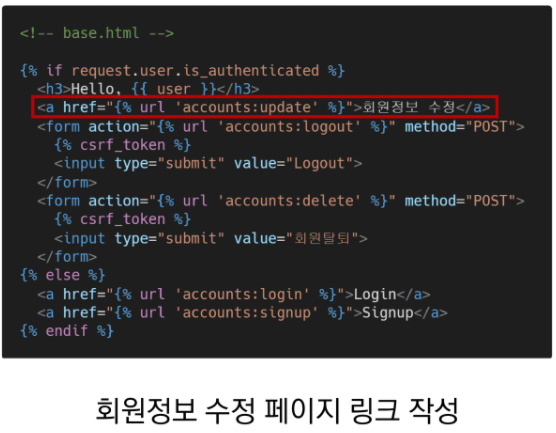 <!-- base.html -->
{% if request.user.is_authenticated %}
<h3>Hello, {{ user }}</h3>
<a href="{% url 'accounts:update' %}">회원정보 수정</a>
<form action="{% url 'accounts:logout' %}" method="POST">
{% csrf_token %}
<input type="submit" value="Logout">
</form>
<form action="{% url 'accounts:delete' %}" method="POST">
{% csrf_token %}
<input type="submit" value="회원탈퇴">
</form>
{% else %}
<a href="{% url 'accounts:login' %}">Login</a>
<a href="{% url 'accounts:signup' %}">Signup</a>
{% endif %}
회원정보 수정 페이지 링크 작성